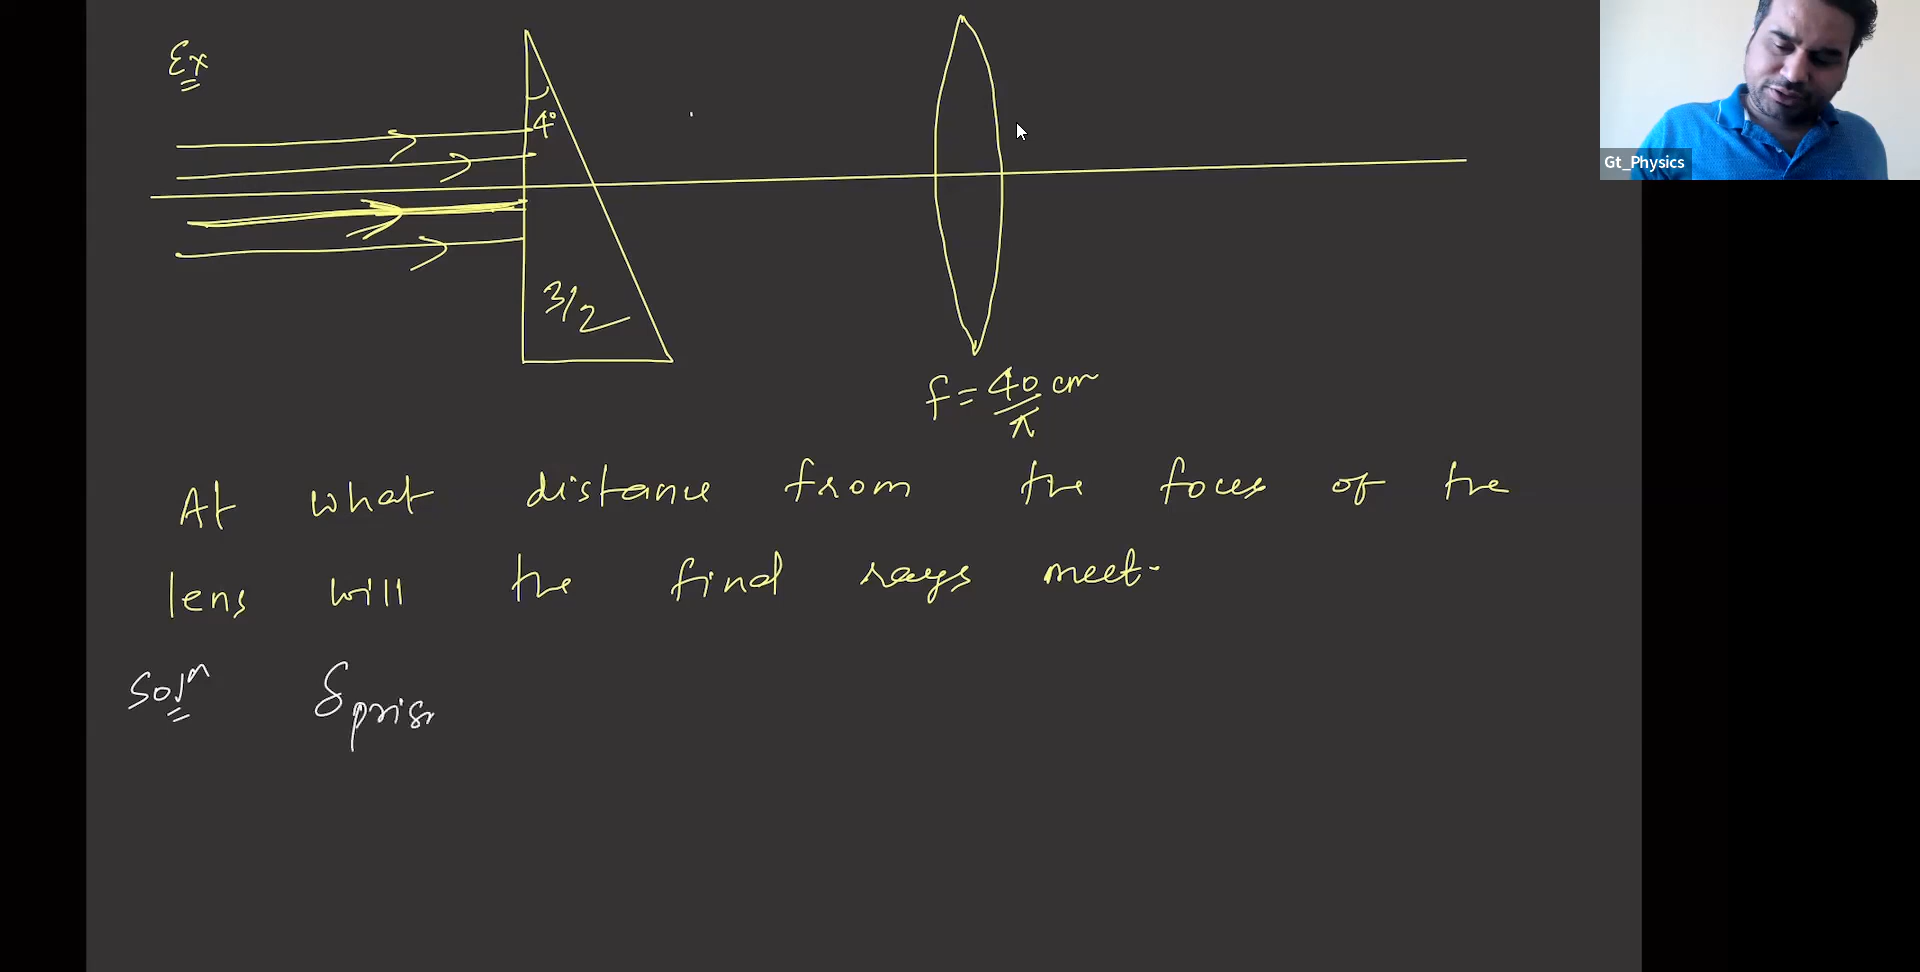 Ex
4°
3/2
f = 40/π cm
At what distance from the focus of the
lens will the find rays meet.
Solⁿ δprism
Gt_Physics